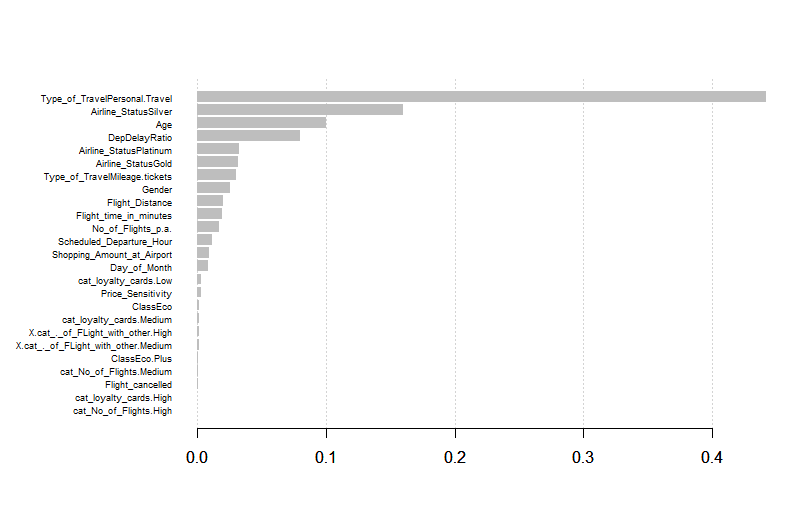 Type_of_TravelPersonal.Travel
Airline_StatusSilver
Age
DepDelayRatio
Airline_StatusPlatinum
Airline_StatusGold
Type_of_TravelMileage.tickets
Gender
Flight_Distance
Flight_time_in_minutes
No_of_Flights_p.a.
Scheduled_Departure_Hour
Shopping_Amount_at_Airport
Day_of_Month
cat_loyalty_cards.Low
Price_Sensitivity
ClassEco
cat_loyalty_cards.Medium
X.cat_._of_FLight_with_other.High
X.cat_._of_FLight_with_other.Medium
ClassEco.Plus
cat_No_of_Flights.Medium
Flight_cancelled
cat_loyalty_cards.High
cat_No_of_Flights.High
0.0 0.1 0.2 0.3 0.4